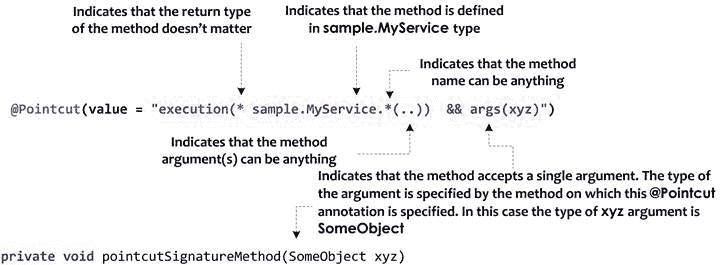 Indicates that the return type
of the method doesn't matter
Indicates that the method is defined
in sample.MyService type
Indicates that the method
name can be anything
@Pointcut(value = "execution(* sample.MyService.*(..)) && args(xyz)")
Indicates that the method
argument(s) can be anything
Indicates that the method accepts a single argument. The type of
the argument is specified by the method on which this @Pointcut
annotation is specified. In this case the type of xyz argument is
SomeObject
private void pointcutSignatureMethod(SomeObject xyz)